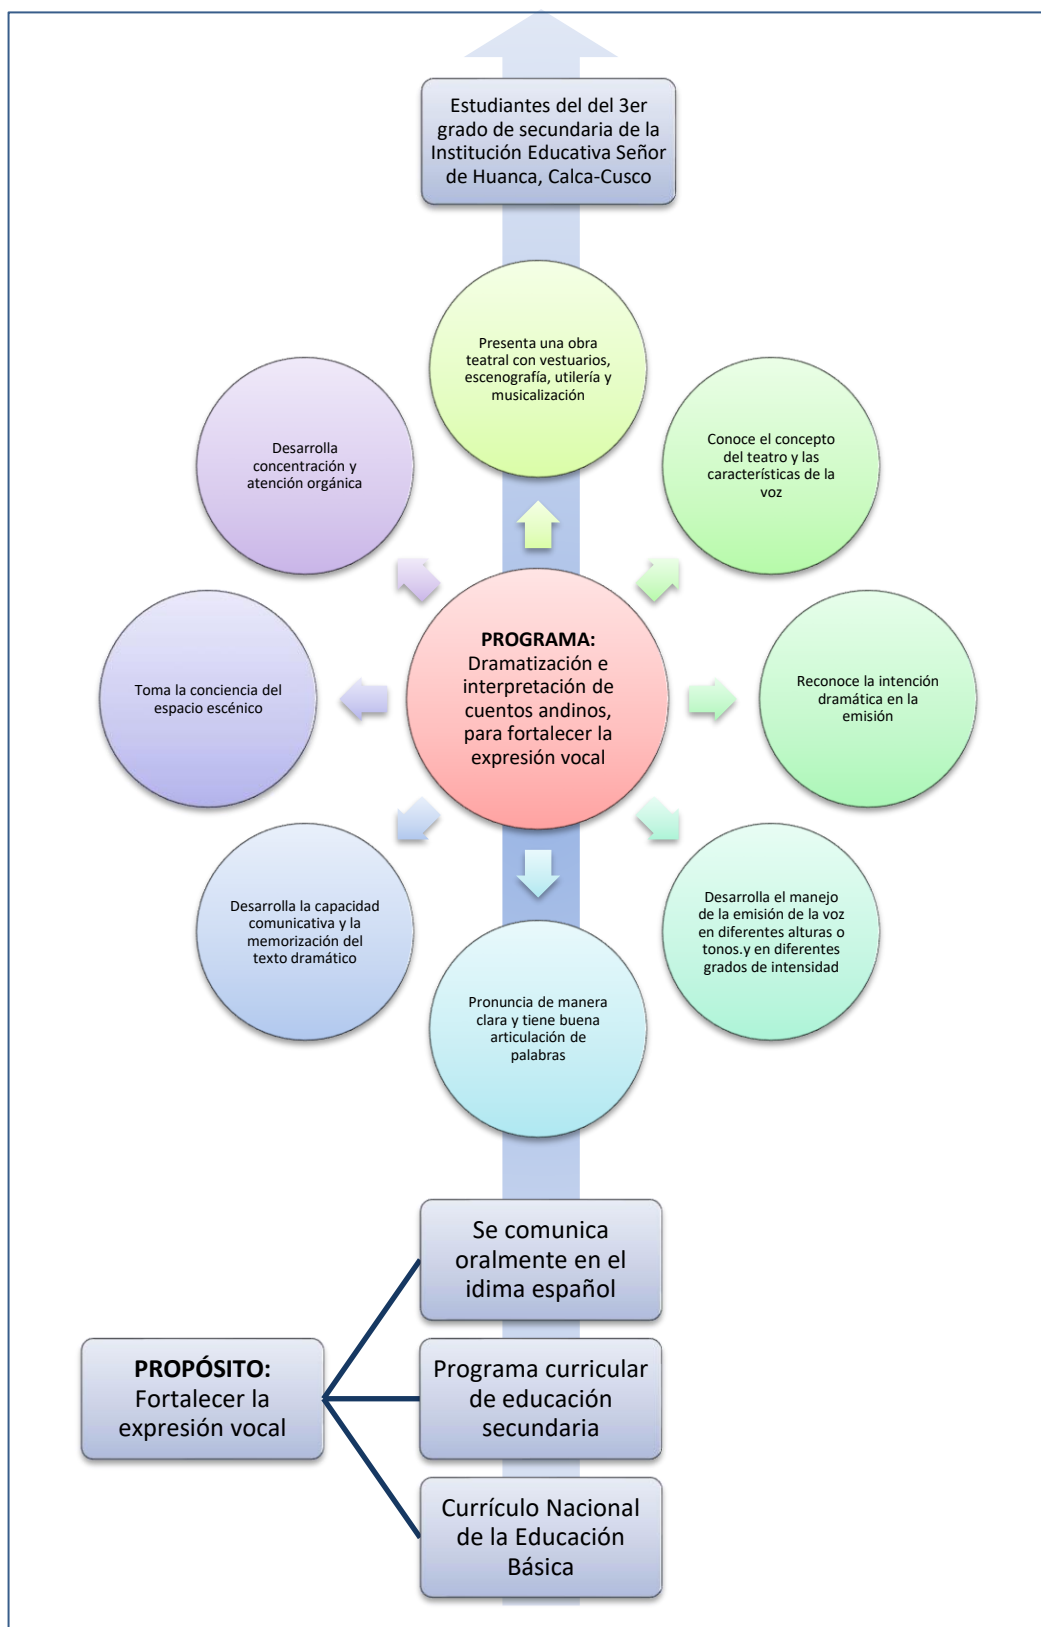 Estudiantes del del 3er
grado de secundaria de la
Institución Educativa Señor
de Huanca, Calca-Cusco
Presenta una obra
teatral con vestuarios,
escenografía, utilería y
musicalización
Conoce el concepto
del teatro y las
características de la
voz
Reconoce la intención
dramática en la
emisión
Desarrolla el manejo
de la emisión de la voz
en diferentes alturas o
tonos.y en diferentes
grados de intensidad
Pronuncia de manera
clara y tiene buena
articulación de
palabras
Desarrolla la capacidad
comunicativa y la
memorización del
texto dramático
Toma la conciencia del
espacio escénico
Desarrolla
concentración y
atención orgánica
PROGRAMA:
Dramatización e
interpretación de
cuentos andinos,
para fortalecer la
expresión vocal
PROPÓSITO:
Fortalecer la
expresión vocal
Se comunica
oralmente en el
idima español
Programa curricular
de educación
secundaria
Currículo Nacional
de la Educación
Básica